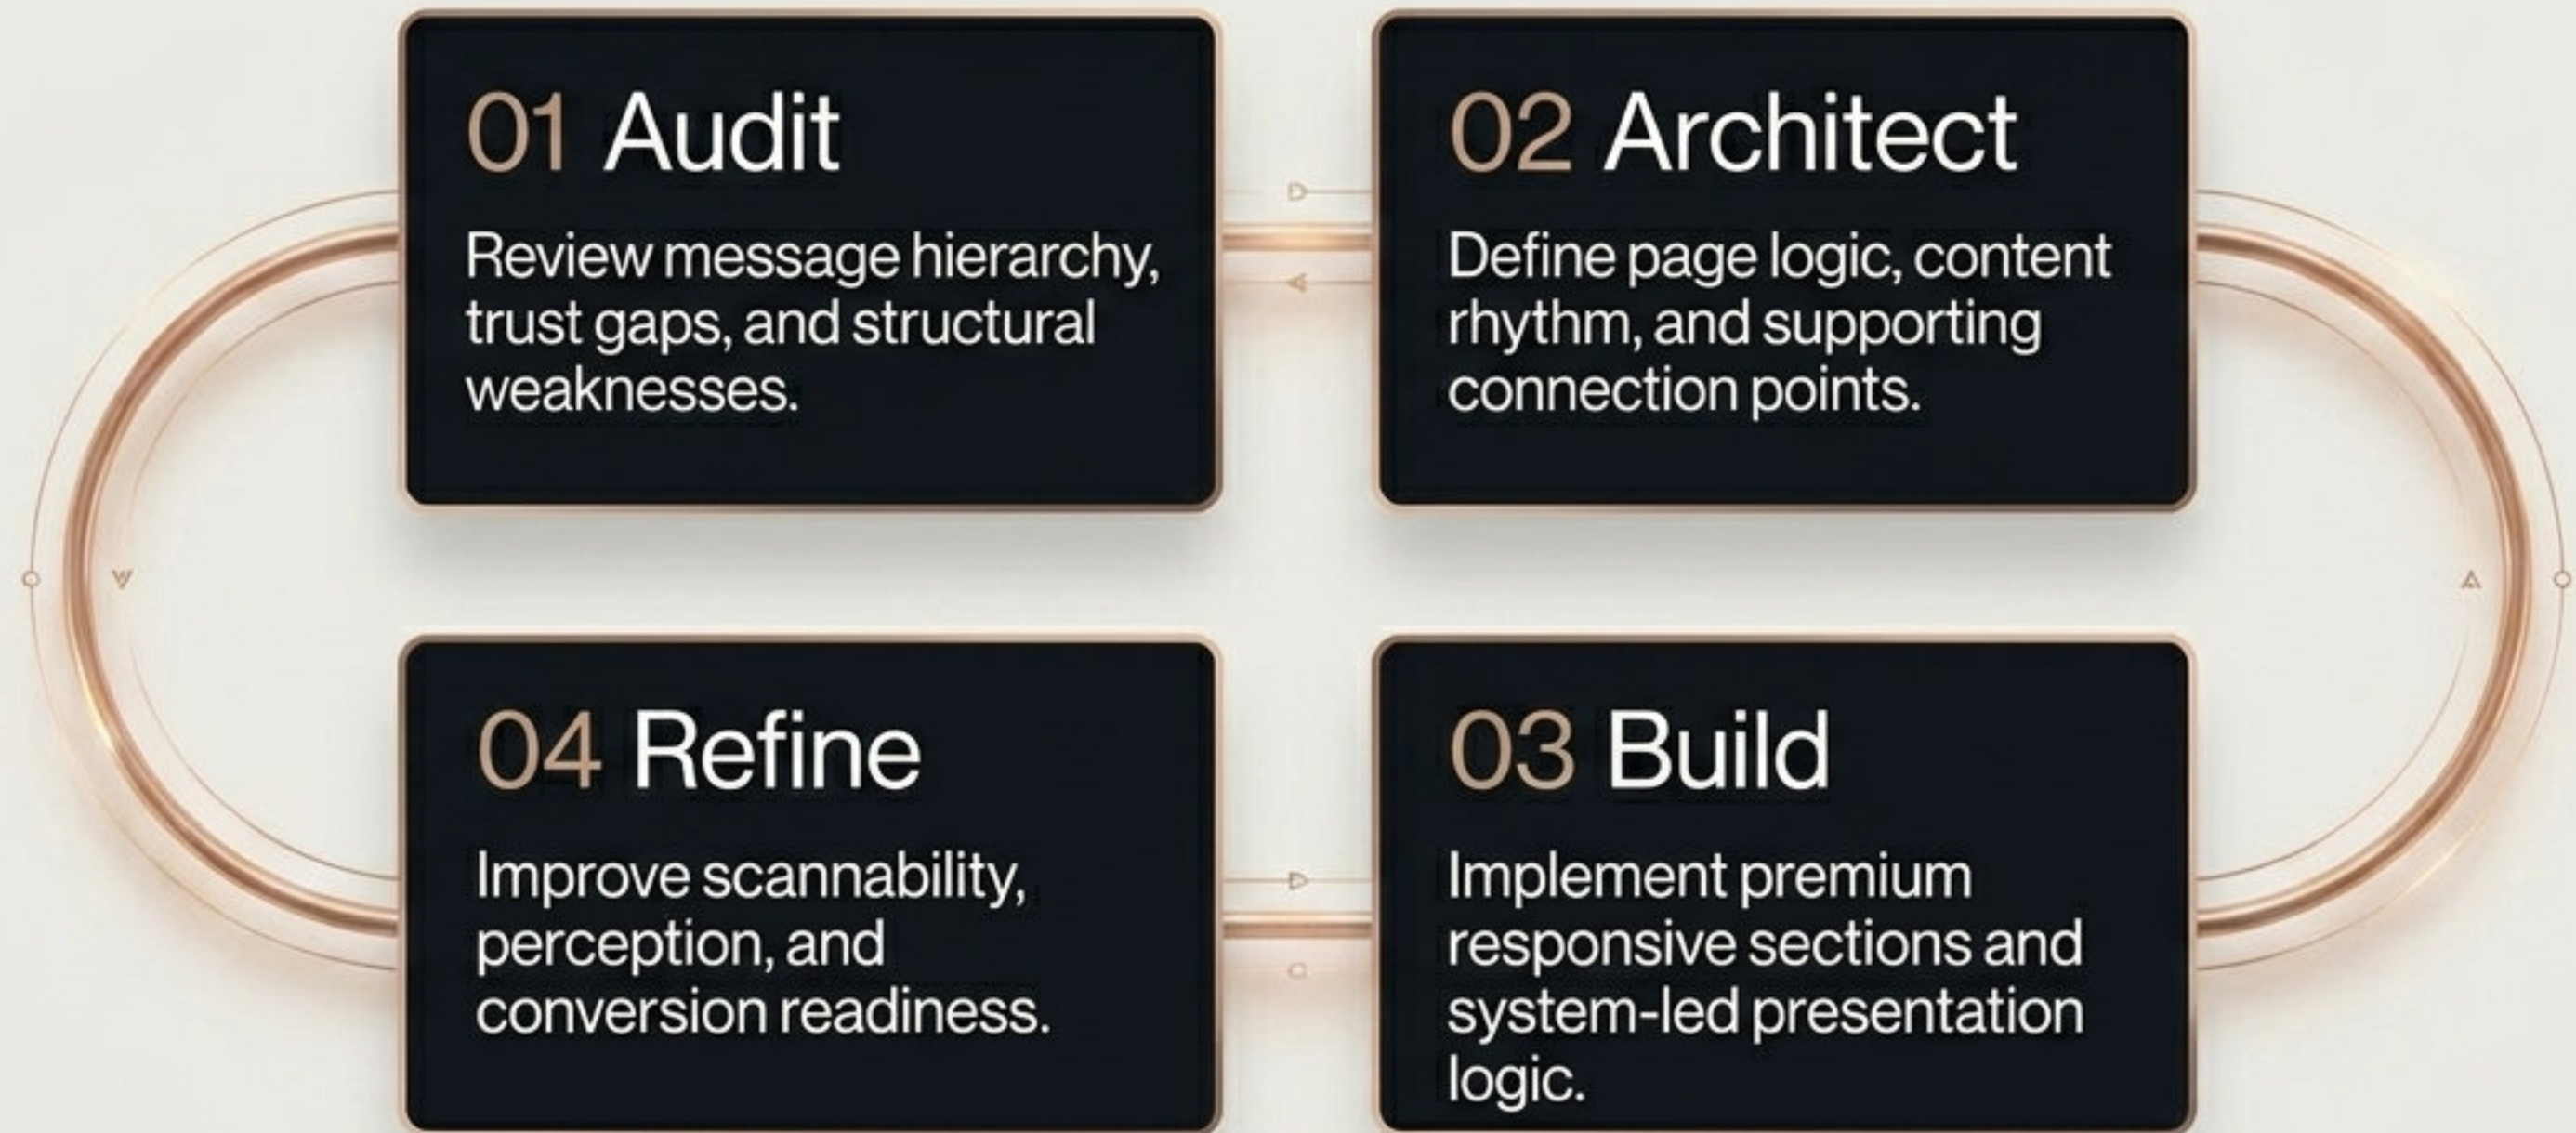 01 Audit
Review message hierarchy,
trust gaps, and structural
weaknesses.
02 Architect
Define page logic, content
rhythm, and supporting
connection points.
03 Build
Implement premium
responsive sections and
system-led presentation
logic.
04 Refine
Improve scannability,
perception, and
conversion readiness.